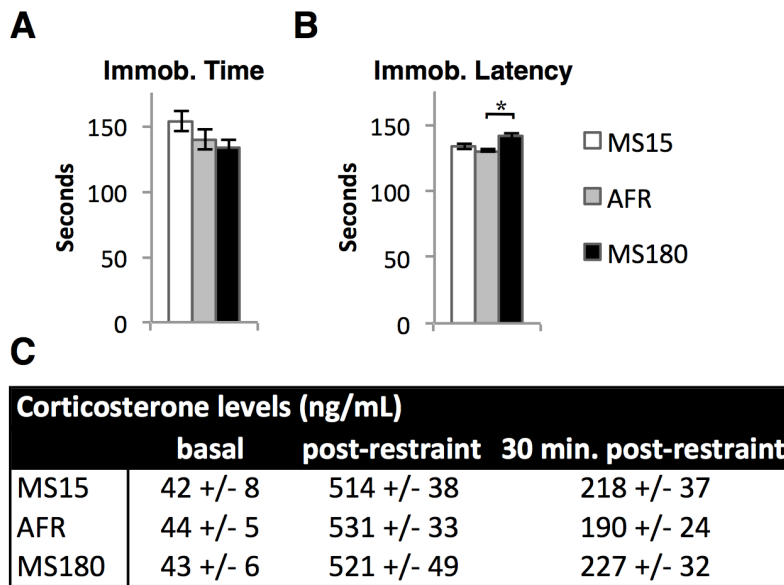 A
B
Immob. Time
Immob. Latency
Seconds
150
100
50
0
Seconds
150
100
50
0
*
MS15
AFR
MS180
C
Corticosterone levels (ng/mL)
basal post-restraint 30 min. post-restraint
MS15 42 +/- 8 514 +/- 38 218 +/- 37
AFR 44 +/- 5 531 +/- 33 190 +/- 24
MS180 43 +/- 6 521 +/- 49 227 +/- 32